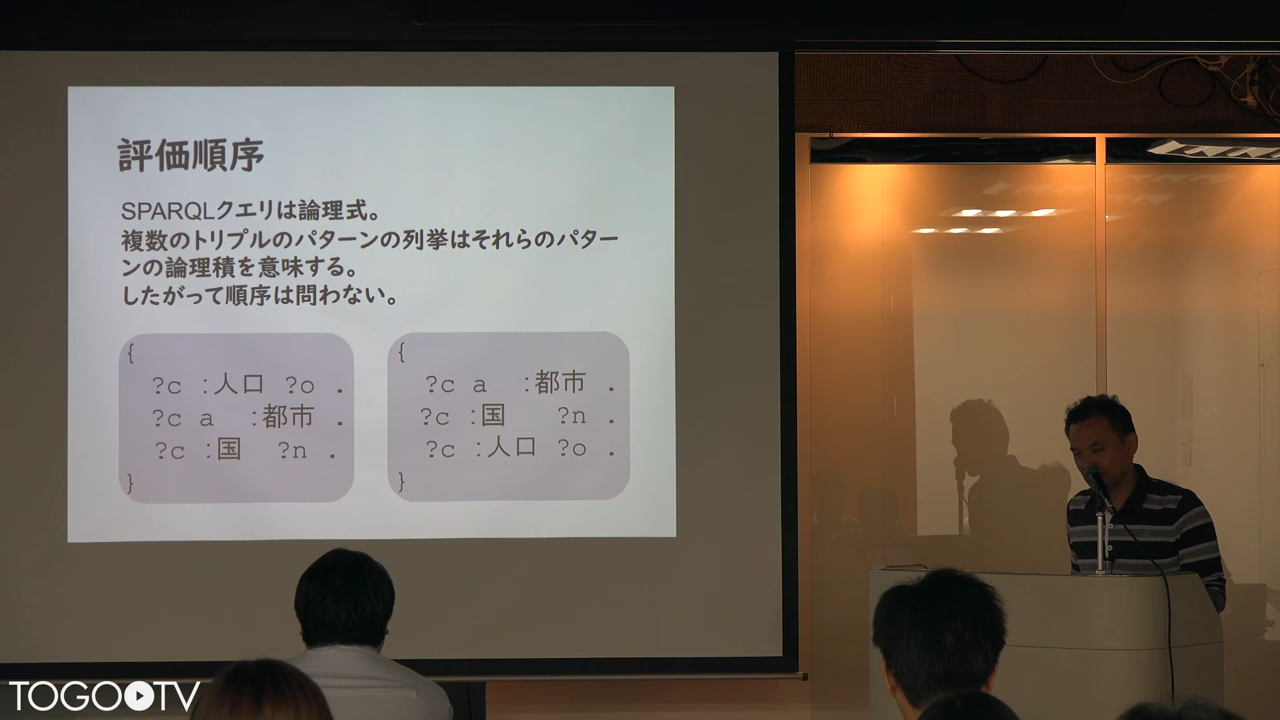 評価順序
SPARQLクエリは論理式。
複数のトリプルのパターンの列挙はそれらのパター
ンの論理積を意味する。
したがって順序は問わない。
{
?c :人口 ?o .
?c a :都市 .
?c :国 ?n .
}
{
?c a :都市 .
?c :国 ?n .
?c :人口 ?o .
}
TOGO TV